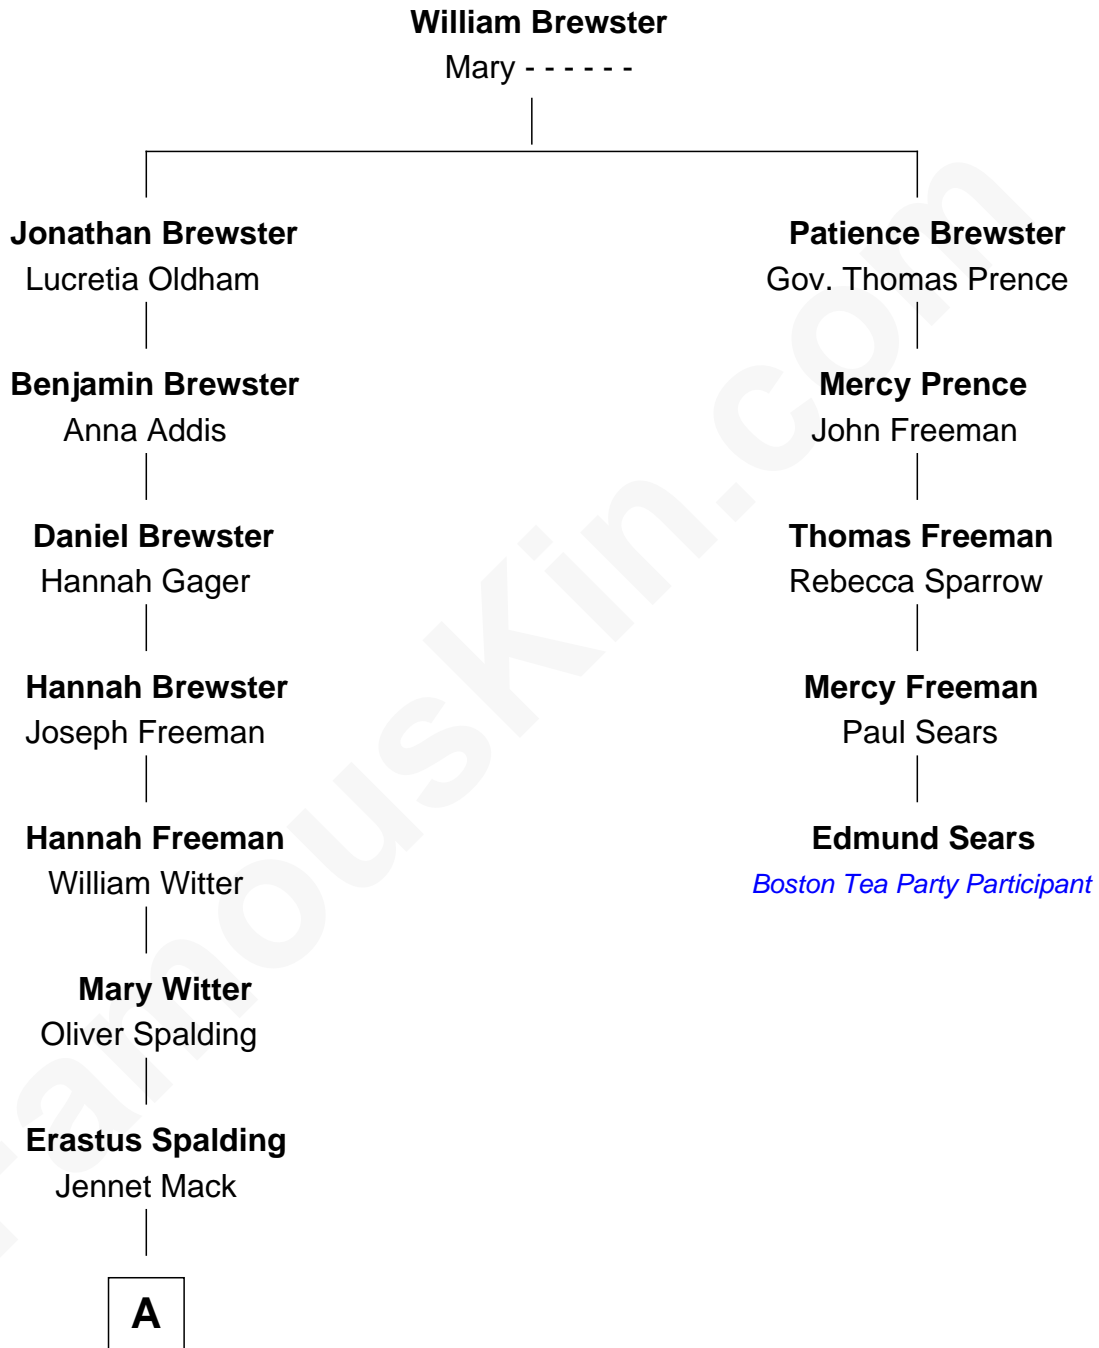 William Brewster
Mary - - - - - -
Jonathan Brewster
Lucretia Oldham
Patience Brewster
Gov. Thomas Prence
Benjamin Brewster
Anna Addis
Mercy Prence
John Freeman
Daniel Brewster
Hannah Gager
Thomas Freeman
Rebecca Sparrow
Hannah Brewster
Joseph Freeman
Mercy Freeman
Paul Sears
Hannah Freeman
William Witter
Edmund Sears
Boston Tea Party Participant
Mary Witter
Oliver Spalding
Erastus Spalding
Jennet Mack
A
FamousKin.com